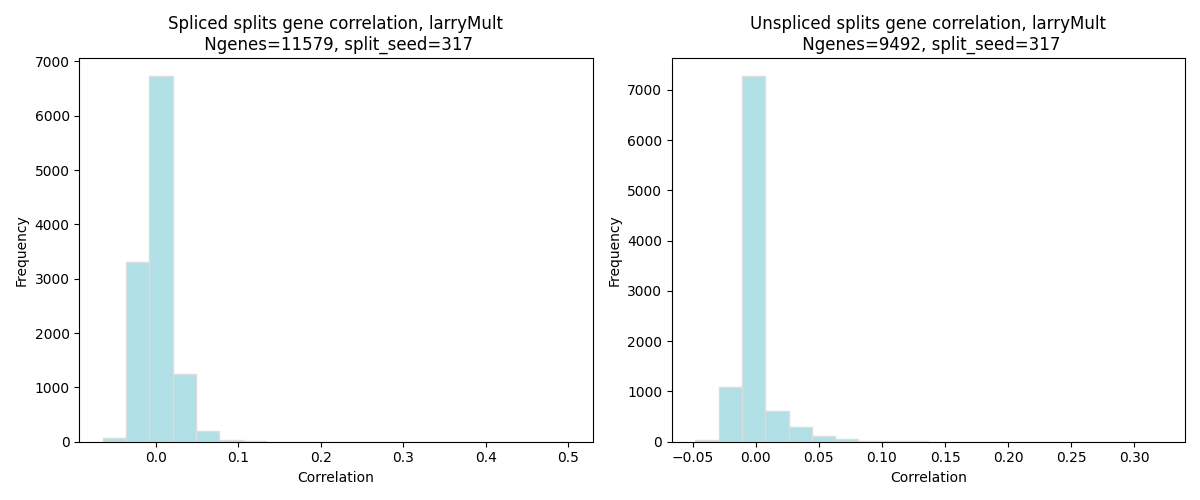 Spliced splits gene correlation, larryMult
Ngenes=11579, split_seed=317
7000
6000
5000
4000
3000
2000
1000
0
Frequency
0.0 0.1 0.2 0.3 0.4 0.5
Correlation
Unspliced splits gene correlation, larryMult
Ngenes=9492, split_seed=317
7000
6000
5000
4000
3000
2000
1000
0
Frequency
−0.05 0.00 0.05 0.10 0.15 0.20 0.25 0.30
Correlation